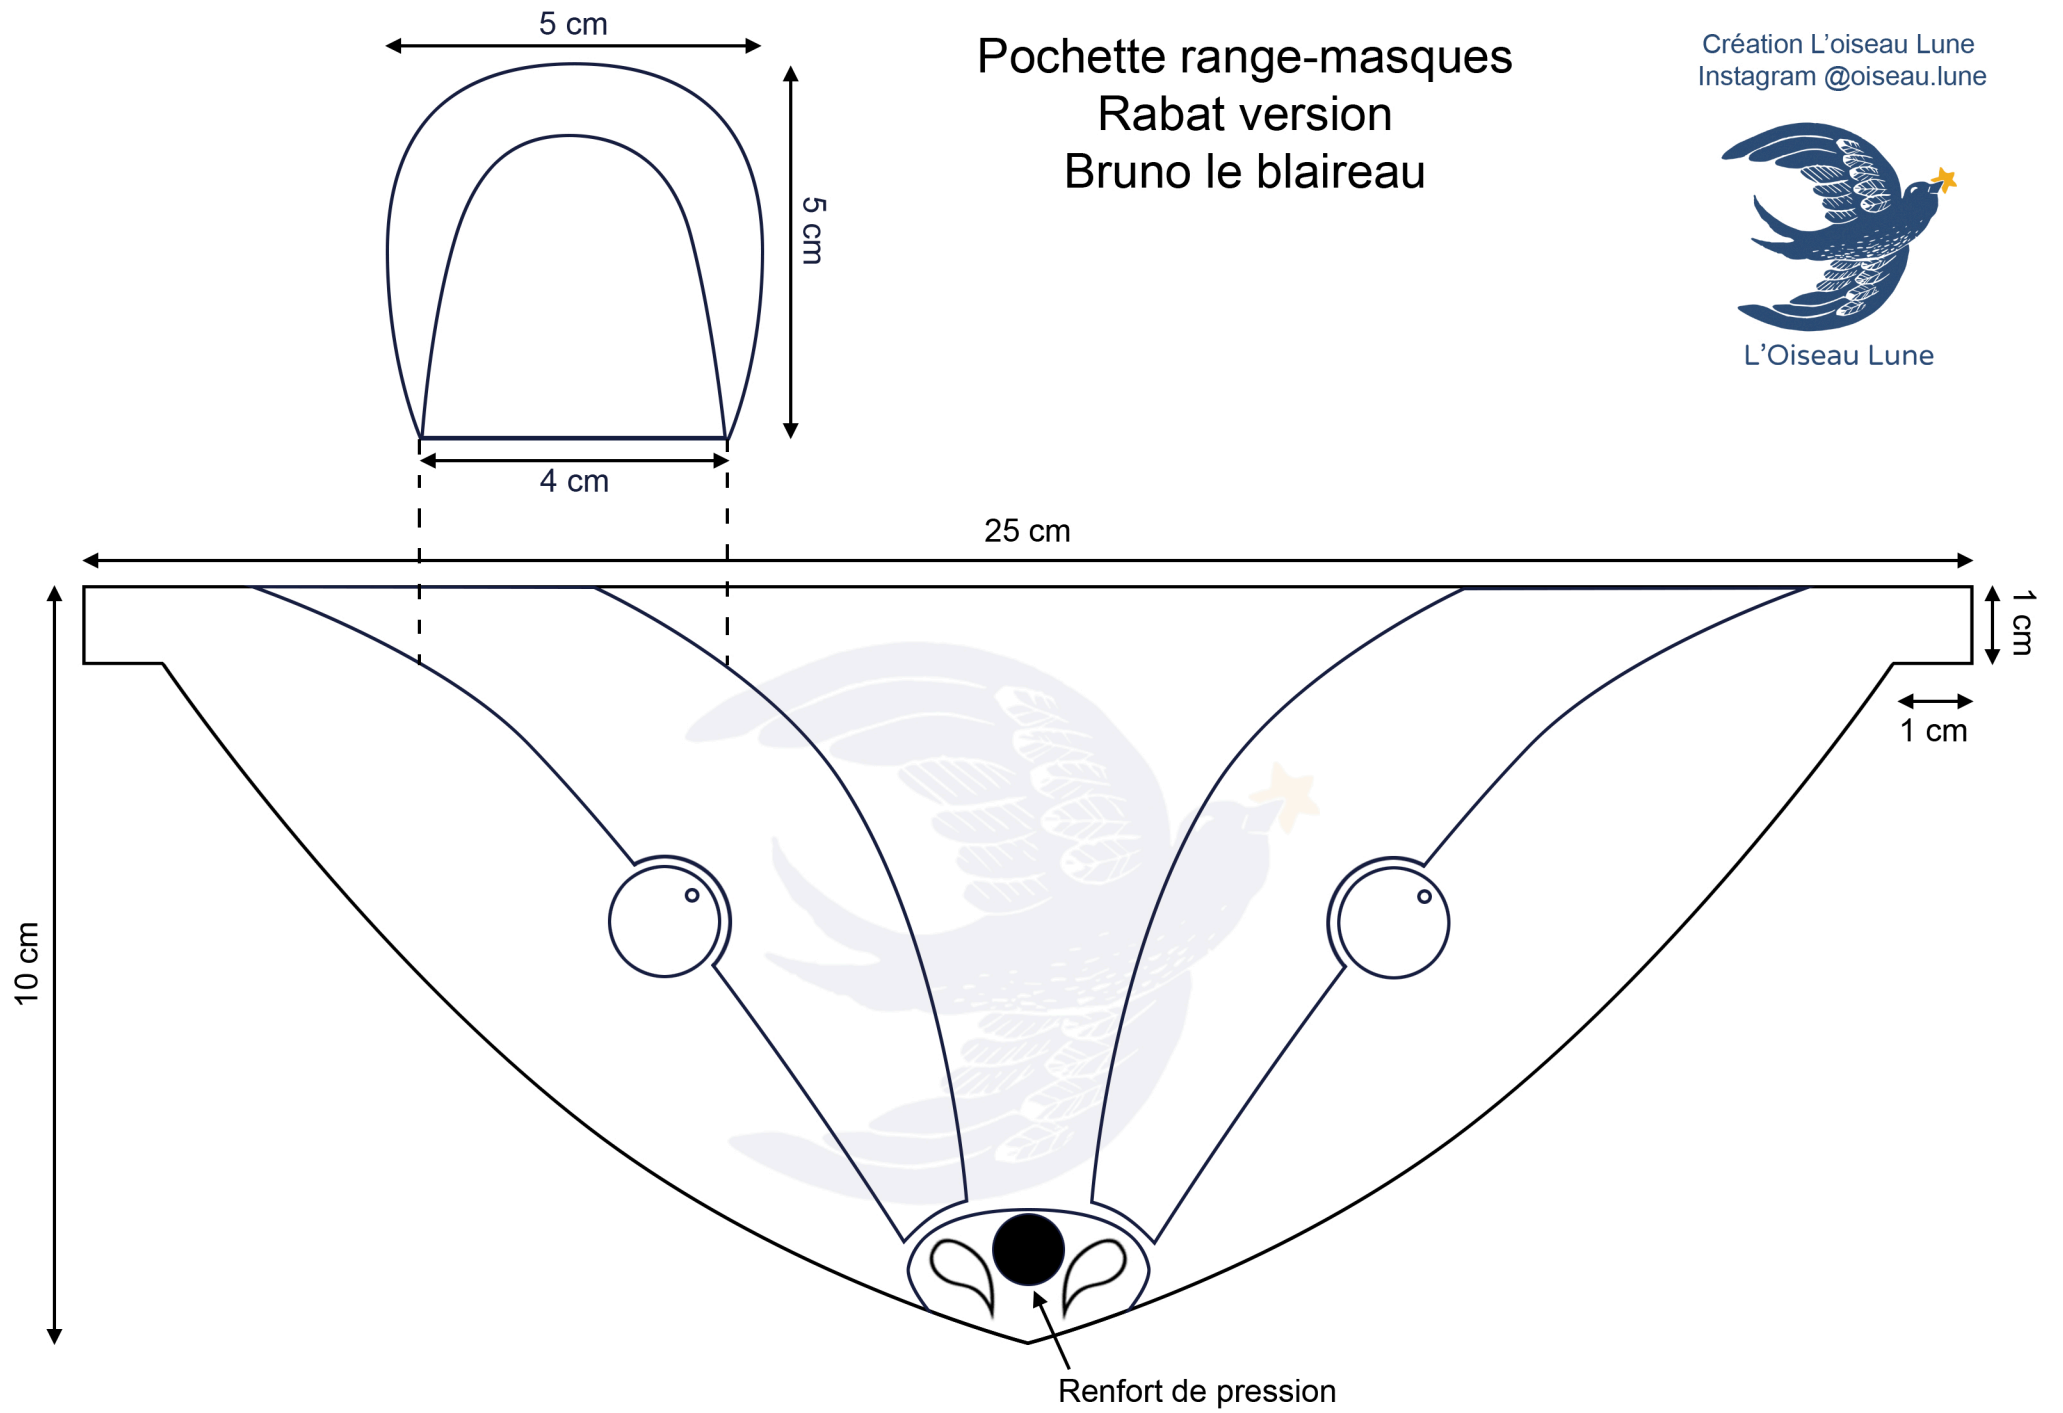 5 cm
Pochette range-masques
Rabat version
Bruno le blaireau
Création L’oiseau Lune
Instagram @oiseau.lune
L’Oiseau Lune
5 cm
4 cm
25 cm
1 cm
1 cm
10 cm
Renfort de pression